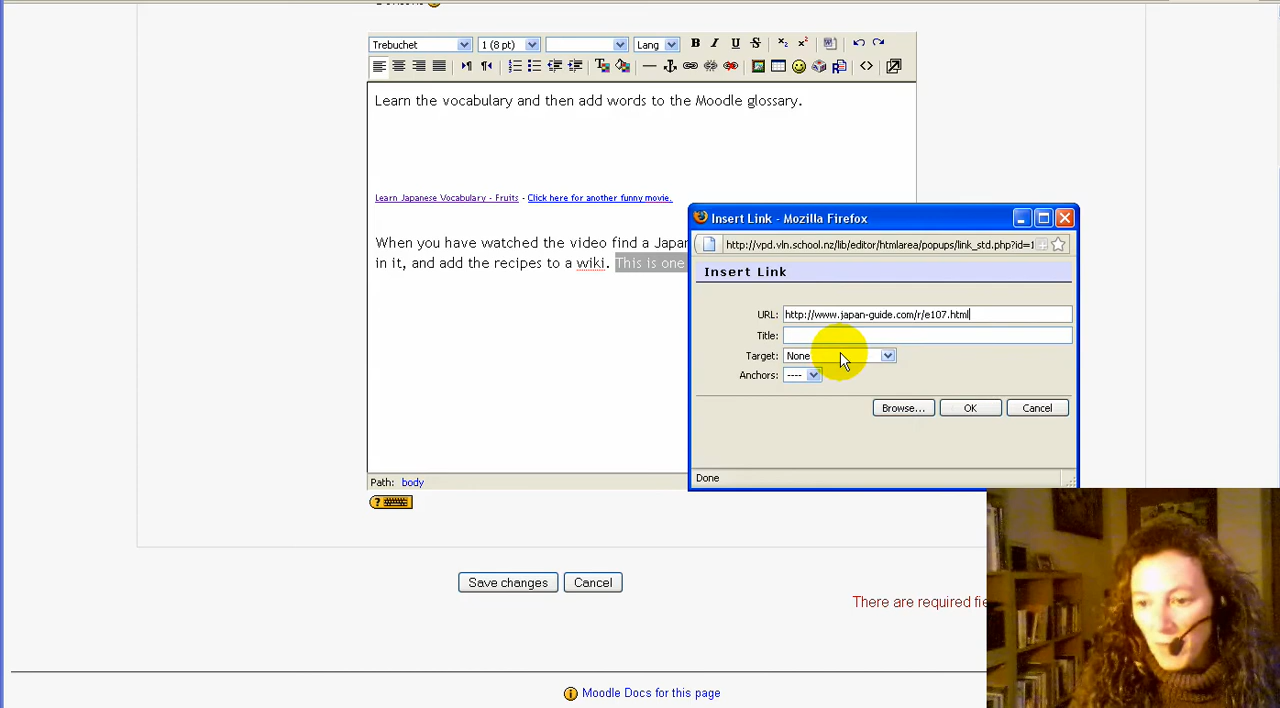 Trebuchet 1 (8 pt) Lang B I U S
Learn the vocabulary and then add words to the Moodle glossary.
Learn Japanese Vocabulary - Fruits - Click here for another funny movie.
When you have watched the video find a Japa
in it, and add the recipes to a wiki. This is one
Insert Link - Mozilla Firefox
http://vpd.vln.school.nz/lib/editor/htmlarea/popups/link_std.php?id=1
Insert Link
URL: http://www.japan-guide.com/r/e107.html
Title:
Target: None
Anchors: ----
Browse... OK Cancel
Done
Path: body
?
Save changes Cancel
There are required fie
Moodle Docs for this page